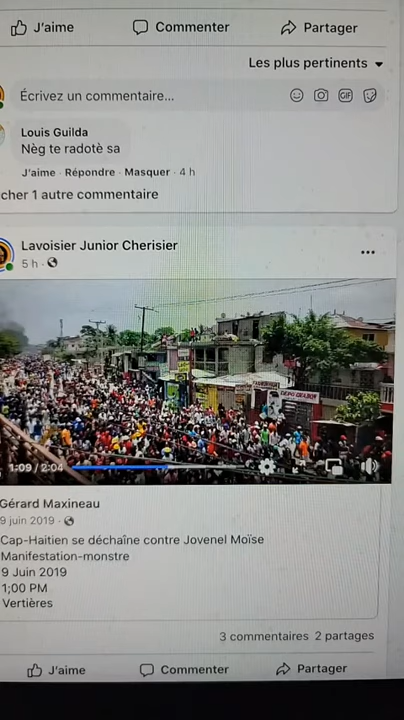 J'aime Commenter Partager
Les plus pertinents
Écrivez un commentaire...
GIF
Louis Guilda
Nèg te radotè sa
J'aime · Répondre · Masquer · 4 h
cher 1 autre commentaire
Lavoisier Junior Cherisier
5 h ·
1:09 / 2:04
Gérard Maxineau
9 juin 2019 ·
Cap-Haitien se déchaîne contre Jovenel Moïse
Manifestation-monstre
9 Juin 2019
1;00 PM
Vertières
3 commentaires 2 partages
J'aime Commenter Partager